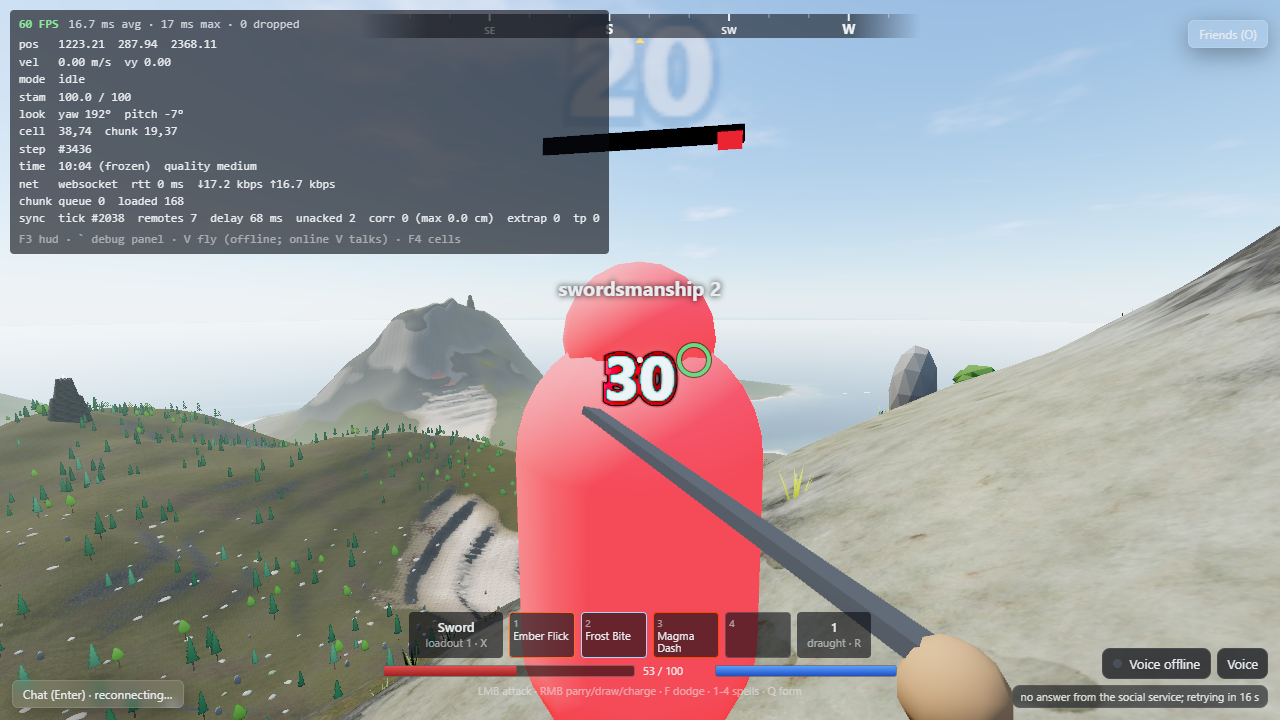 60 FPS 16.7 ms avg · 17 ms max · 0 dropped
pos 1223.21 287.94 2368.11
vel 0.00 m/s vy 0.00
mode idle
stam 100.0 / 100
look yaw 192° pitch -7°
cell 38,74 chunk 19,37
step #3436
time 10:04 (frozen) quality medium
net websocket rtt 0 ms ↓17.2 kbps ↑16.7 kbps
chunk queue 0 loaded 168
sync tick #2038 remotes 7 delay 68 ms unacked 2 corr 0 (max 0.0 cm) extrap 0 tp 0
F3 hud · ` debug panel · V fly (offline; online V talks) · F4 cells
SE S SW W
Friends (O)
20
swordsmanship 2
30
Sword
loadout 1 · X
1
Ember Flick
2
Frost Bite
3
Magma Dash
4
1
draught · R
53 / 100
LMB attack · RMB parry/draw/charge · F dodge · 1-4 spells · Q form
Chat (Enter) · reconnecting...
Voice offline
Voice
no answer from the social service; retrying in 16 s